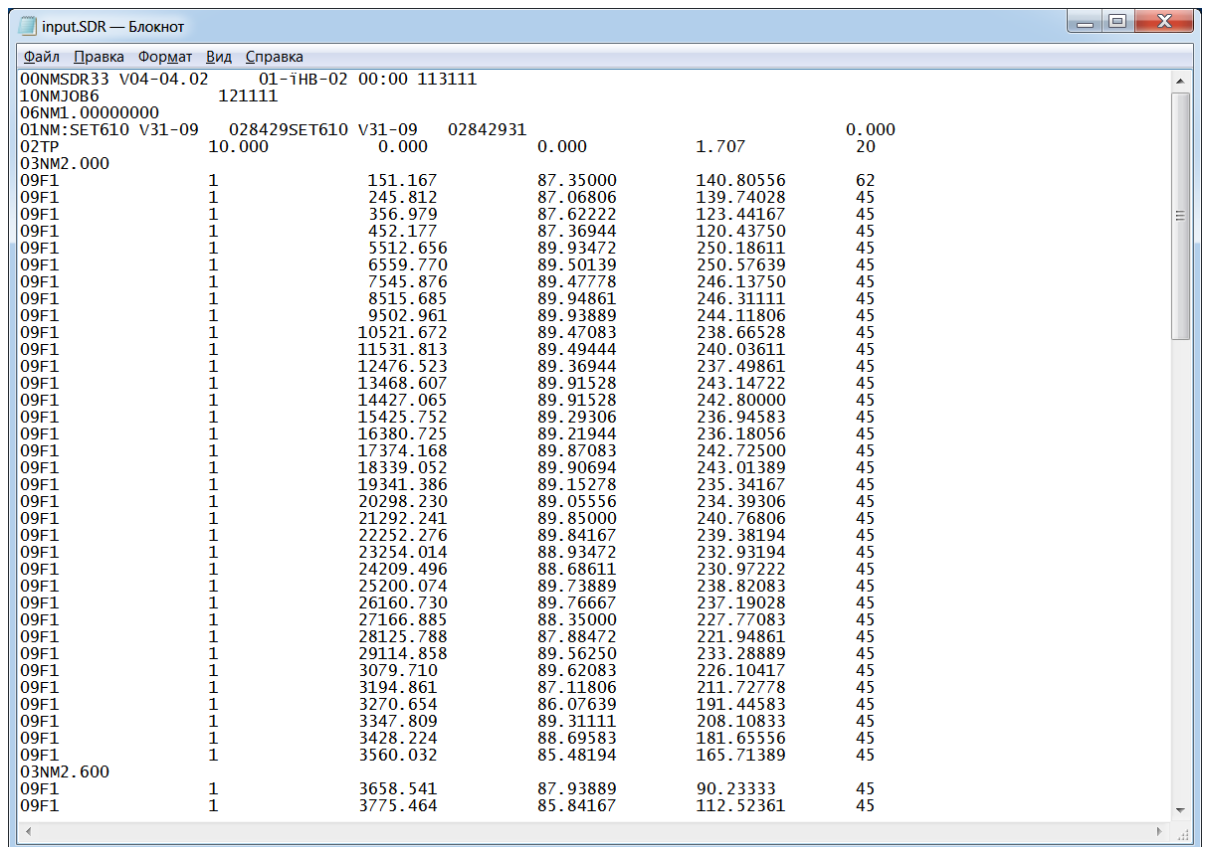 input.SDR — Блокнот
Файл Правка Формат Вид Справка
00NMSDR33 V04-04.02 01-їНВ-02 00:00 113111
10NMJOB6 121111
06NM1.00000000
01NM:SET610 V31-09 028429SET610 V31-09 02842931 0.000
02TP 10.000 0.000 0.000 1.707 20
03NM2.000
09F1 1 151.167 87.35000 140.80556 62
09F1 1 245.812 87.06806 139.74028 45
09F1 1 356.979 87.62222 123.44167 45
09F1 1 452.177 87.36944 120.43750 45
09F1 1 5512.656 89.93472 250.18611 45
09F1 1 6559.770 89.50139 250.57639 45
09F1 1 7545.876 89.47778 246.13750 45
09F1 1 8515.685 89.94861 246.31111 45
09F1 1 9502.961 89.93889 244.11806 45
09F1 1 10521.672 89.47083 238.66528 45
09F1 1 11531.813 89.49444 240.03611 45
09F1 1 12476.523 89.36944 237.49861 45
09F1 1 13468.607 89.91528 243.14722 45
09F1 1 14427.065 89.91528 242.80000 45
09F1 1 15425.752 89.29306 236.94583 45
09F1 1 16380.725 89.21944 236.18056 45
09F1 1 17374.168 89.87083 242.72500 45
09F1 1 18339.052 89.90694 243.01389 45
09F1 1 19341.386 89.15278 235.34167 45
09F1 1 20298.230 89.05556 234.39306 45
09F1 1 21292.241 89.85000 240.76806 45
09F1 1 22252.276 89.84167 239.38194 45
09F1 1 23254.014 88.93472 232.93194 45
09F1 1 24209.496 88.68611 230.97222 45
09F1 1 25200.074 89.73889 238.82083 45
09F1 1 26160.730 89.76667 237.19028 45
09F1 1 27166.885 88.35000 227.77083 45
09F1 1 28125.788 87.88472 221.94861 45
09F1 1 29114.858 89.56250 233.28889 45
09F1 1 3079.710 89.62083 226.10417 45
09F1 1 3194.861 87.11806 211.72778 45
09F1 1 3270.654 86.07639 191.44583 45
09F1 1 3347.809 89.31111 208.10833 45
09F1 1 3428.224 88.69583 181.65556 45
09F1 1 3560.032 85.48194 165.71389 45
03NM2.600
09F1 1 3658.541 87.93889 90.23333 45
09F1 1 3775.464 85.84167 112.52361 45